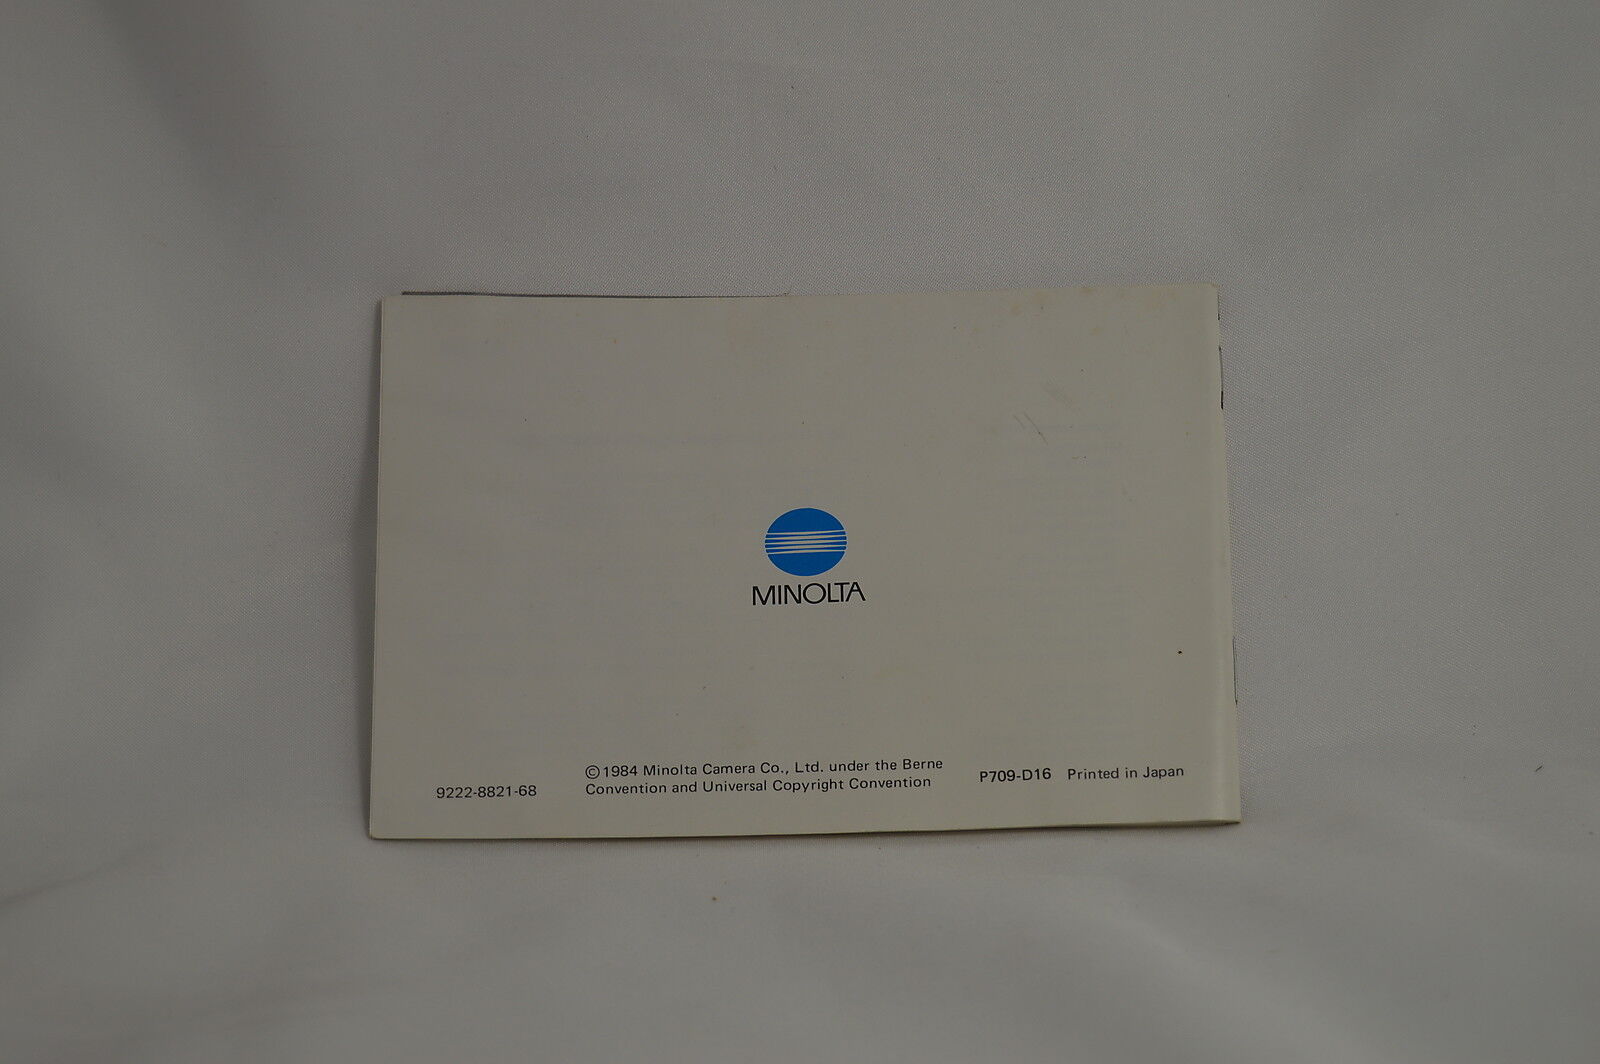 MINOLTA
9222-8821-68
©1984 Minolta Camera Co., Ltd. under the Berne
Convention and Universal Copyright Convention
P709-D16 Printed in Japan